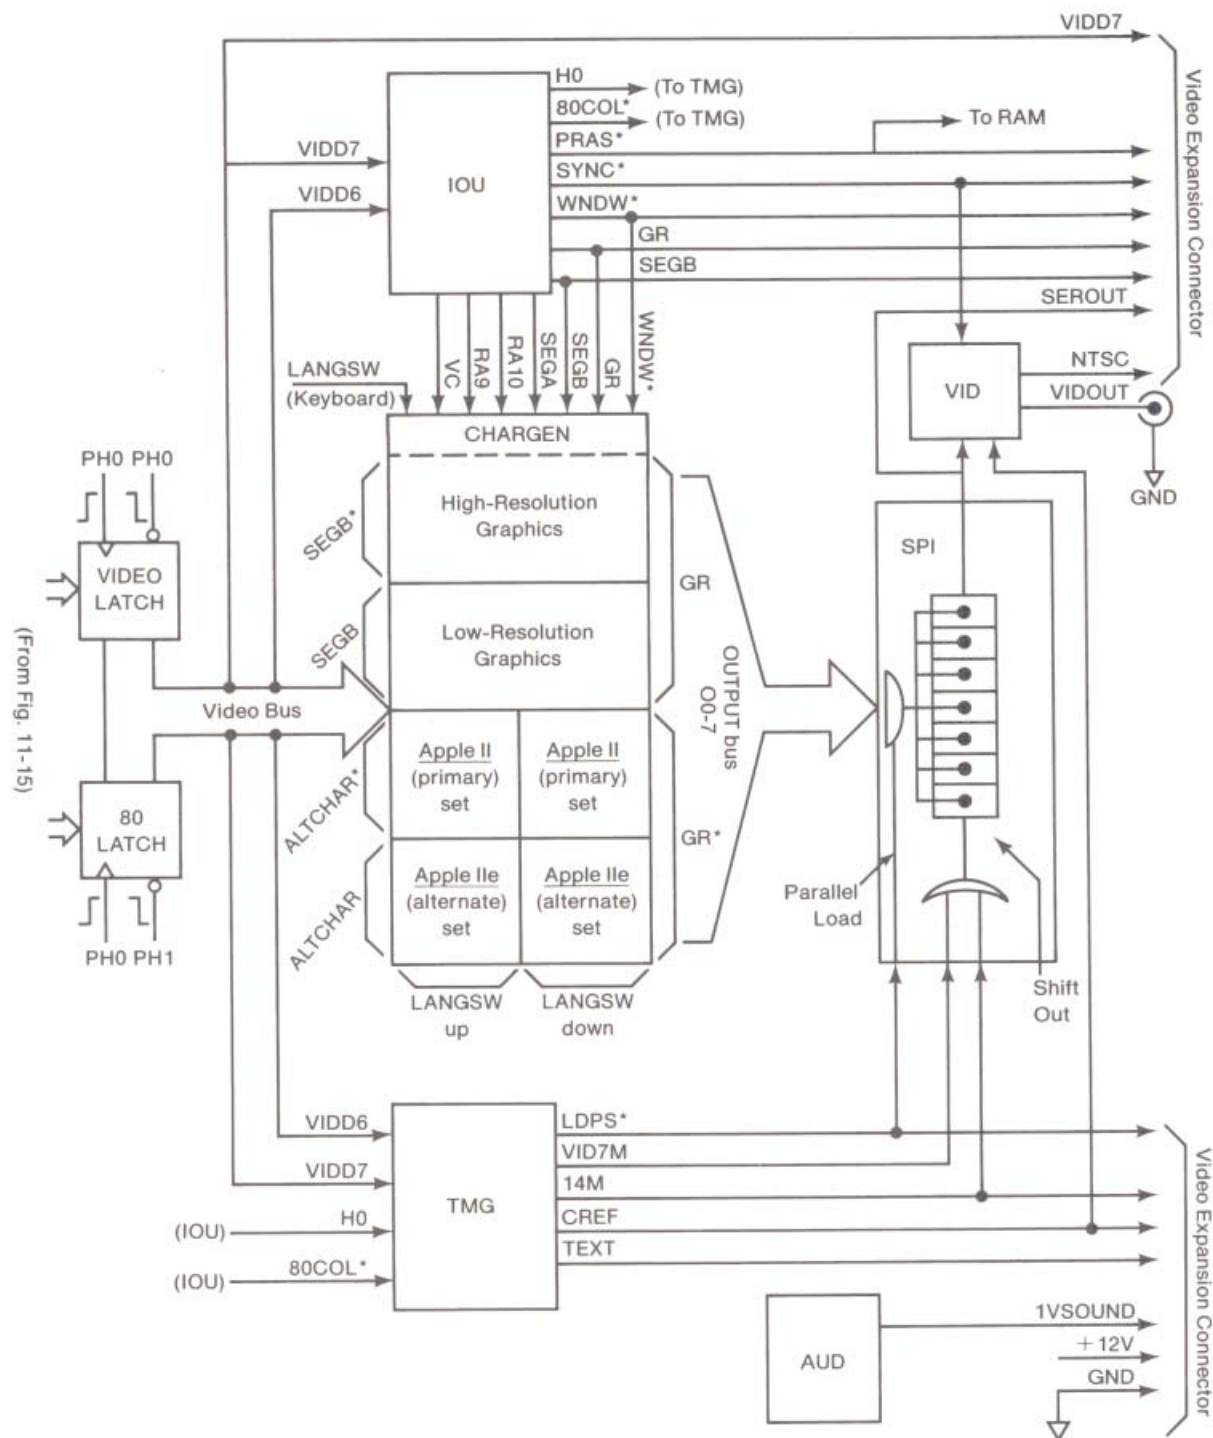 VIDD7
H0
(To TMG)
80COL*
(To TMG)
To RAM
PRAS*
VIDD7
SYNC*
IOU
VIDD6
WNDW*
GR
SEGB
SEROUT
Video Expansion Connector
VC
RA9
RA10
SEGA
SEGB
GR
WNDW*
LANGSW
(Keyboard)
NTSC
VID
VIDOUT
GND
CHARGEN
PH0 PH0
High-Resolution
Graphics
SEGB*
SPI
VIDEO
LATCH
GR
Low-Resolution
Graphics
SEGB
(From Fig. 11-15)
Video Bus
OUTPUT bus
O0-7
Apple II
(primary)
set
Apple II
(primary)
set
ALTCHAR*
80
LATCH
GR*
Apple IIe
(alternate)
set
Apple IIe
(alternate)
set
ALTCHAR
Parallel
Load
PH0 PH1
LANGSW
up
LANGSW
down
Shift
Out
VIDD6
LDPS*
VID7M
VIDD7
14M
TMG
(IOU)
H0
CREF
TEXT
(IOU)
80COL*
Video Expansion Connector
1VSOUND
AUD
+12V
GND